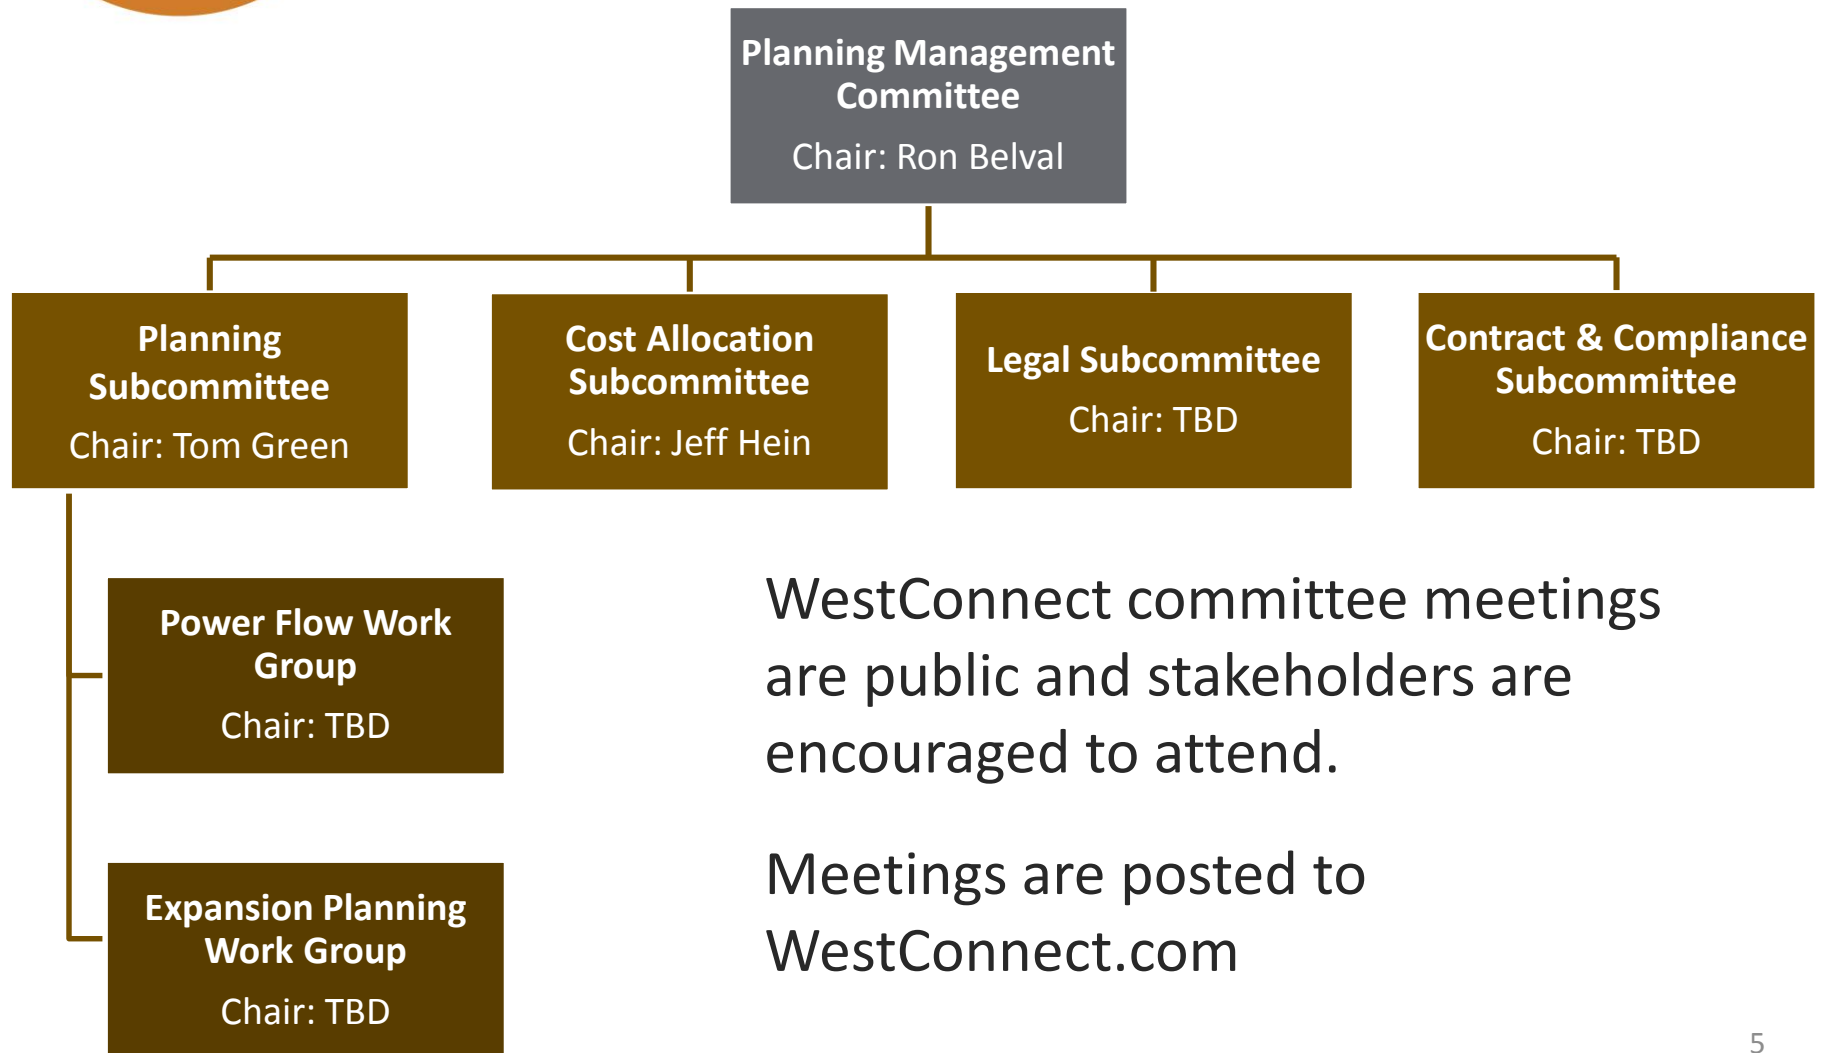 Planning Management
Committee
Chair: Ron Belval
Planning
Subcommittee
Chair: Tom Green
Cost Allocation
Subcommittee
Chair: Jeff Hein
Legal Subcommittee
Chair: TBD
Contract & Compliance
Subcommittee
Chair: TBD
Power Flow Work
Group
Chair: TBD
Expansion Planning
Work Group
Chair: TBD
WestConnect committee meetings
are public and stakeholders are
encouraged to attend.
Meetings are posted to
WestConnect.com
5